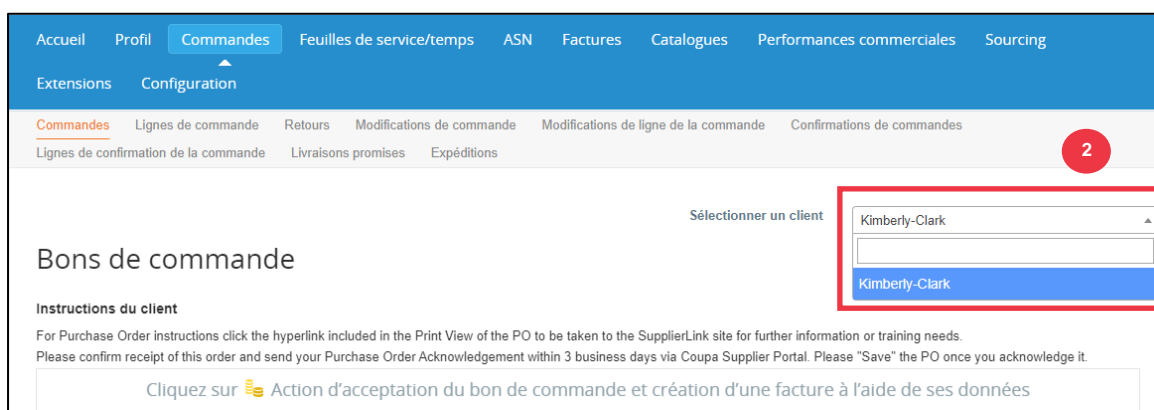 Accueil Profil Commandes Feuilles de service/temps ASN Factures Catalogues Performances commerciales Sourcing
Extensions Configuration
Commandes Lignes de commande Retours Modifications de commande Modifications de ligne de la commande Confirmations de commandes
Lignes de confirmation de la commande Livraisons promises Expéditions
2
Sélectionner un client Kimberly-Clark
Kimberly-Clark
Bons de commande
Instructions du client
For Purchase Order instructions click the hyperlink included in the Print View of the PO to be taken to the SupplierLink site for further information or training needs.
Please confirm receipt of this order and send your Purchase Order Acknowledgement within 3 business days via Coupa Supplier Portal. Please "Save" the PO once you acknowledge it.
Cliquez sur Action d’acceptation du bon de commande et création d’une facture à l’aide de ses données